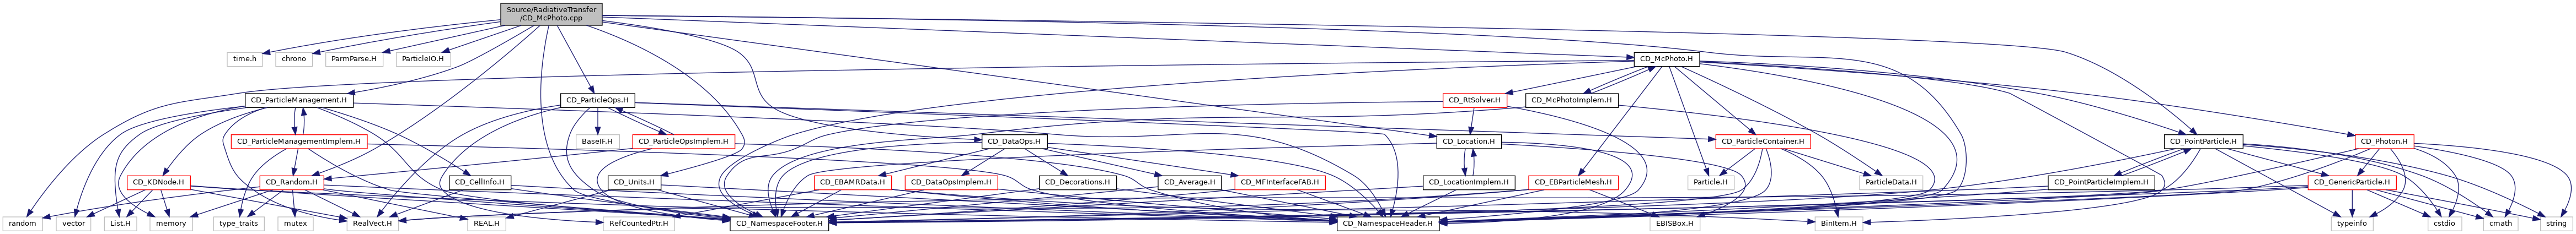 Source/RadiativeTransfer
/CD_McPhoto.cpp
time.h
chrono
ParmParse.H
ParticleIO.H
CD_McPhoto.H
CD_ParticleManagement.H
CD_ParticleOps.H
CD_RtSolver.H
CD_McPhotoImplem.H
CD_ParticleManagementImplem.H
BaseIF.H
CD_ParticleOpsImplem.H
CD_DataOps.H
CD_Location.H
CD_ParticleContainer.H
CD_PointParticle.H
CD_Photon.H
CD_KDNode.H
CD_Random.H
CD_CellInfo.H
CD_Units.H
CD_EBAMRData.H
CD_DataOpsImplem.H
CD_Decorations.H
CD_Average.H
CD_MFInterfaceFAB.H
CD_LocationImplem.H
CD_EBParticleMesh.H
Particle.H
ParticleData.H
CD_PointParticleImplem.H
CD_GenericParticle.H
random
vector
List.H
memory
type_traits
mutex
RealVect.H
REAL.H
RefCountedPtr.H
CD_NamespaceFooter.H
CD_NamespaceHeader.H
EBISBox.H
BinItem.H
typeinfo
cstdio
cmath
string